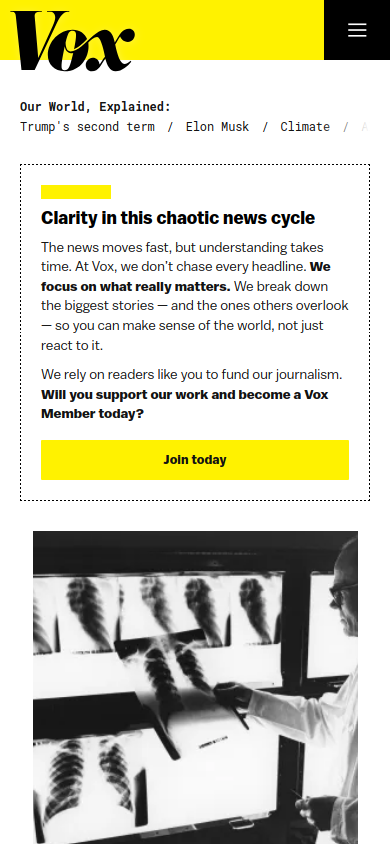 Vox
Our World, Explained:
Trump's second term / Elon Musk / Climate /
Clarity in this chaotic news cycle
The news moves fast, but understanding takes
time. At Vox, we don’t chase every headline. We
focus on what really matters. We break down
the biggest stories — and the ones others overlook
— so you can make sense of the world, not just
react to it.
We rely on readers like you to fund our journalism.
Will you support our work and become a Vox
Member today?
Join today